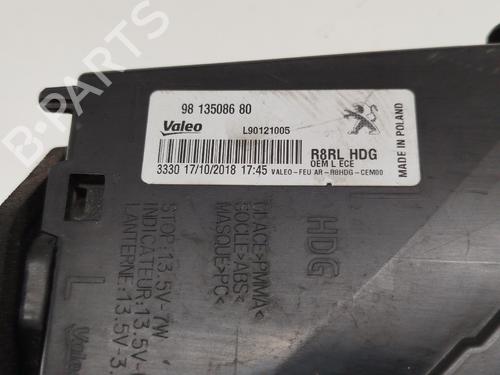 98 135086 80
Valeo
L90121005
R8RL HDG
OEM L ECE
3330 17/10/2018 17:45 VALEO-FEU AR-R8HDG-CEM00
MADE IN POLAND
B-PARTS
GLACE>PMMA<
SOCLE>ABS<
MASQUE>PC<
HDG
STOP:13.5V-7W
INDICATEUR:13.5V-
LANTERNE:13.5V-3.
L
Valeo